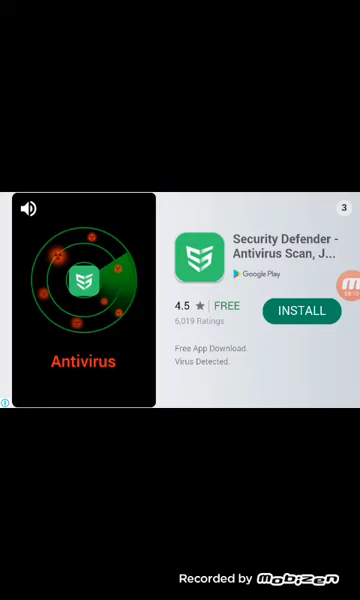 3
Security Defender -
Antivirus Scan, J...
Google Play
4.5 ★ | FREE
6,019 Ratings
INSTALL
Free App Download.
Virus Detected.
Antivirus
Recorded by mobizen